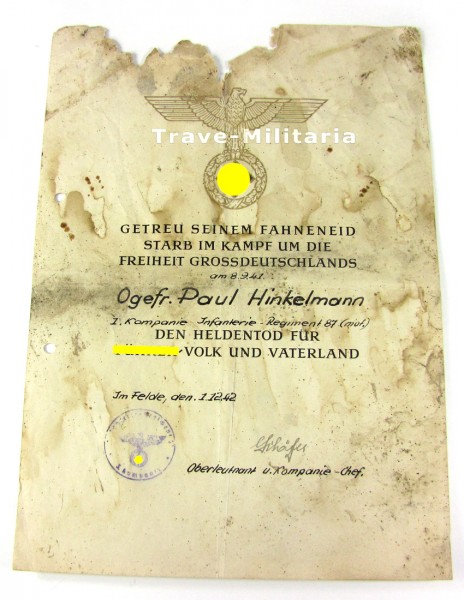 Trave-Militaria
GETREU SEINEM FAHNENEID
STARB IM KAMPF UM DIE
FREIHEIT GROSSDEUTSCHLANDS
am 8.9.41.
Ogefr. Paul Hinkelmann
1. Kompanie - Infanterie - Regiment 87 (mot.)
DEN HELDENTOD FÜR
VOLK UND VATERLAND
Im Felde, den. 1.12.42
Schäfer
Oberleutnant u. Kompanie-Chef.